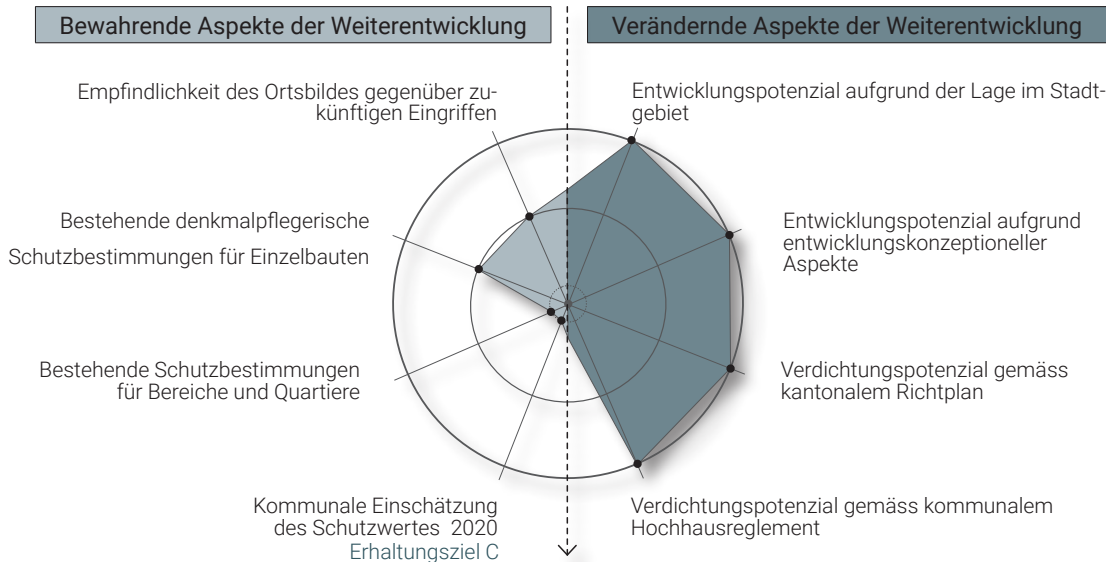 Bewahrende Aspekte der Weiterentwicklung
Verändernde Aspekte der Weiterentwicklung
Empfindlichkeit des Ortsbildes gegenüber zu-
künftigen Eingriffen
Entwicklungspotenzial aufgrund der Lage im Stadt-
gebiet
Bestehende denkmalpflegerische
Schutzbestimmungen für Einzelbauten
Entwicklungspotenzial aufgrund
entwicklungskonzeptioneller
Aspekte
Bestehende Schutzbestimmungen
für Bereiche und Quartiere
Verdichtungspotenzial gemäss
kantonalem Richtplan
Kommunale Einschätzung
des Schutzwertes 2020
Erhaltungsziel C
Verdichtungspotenzial gemäss kommunalem
Hochhausreglement